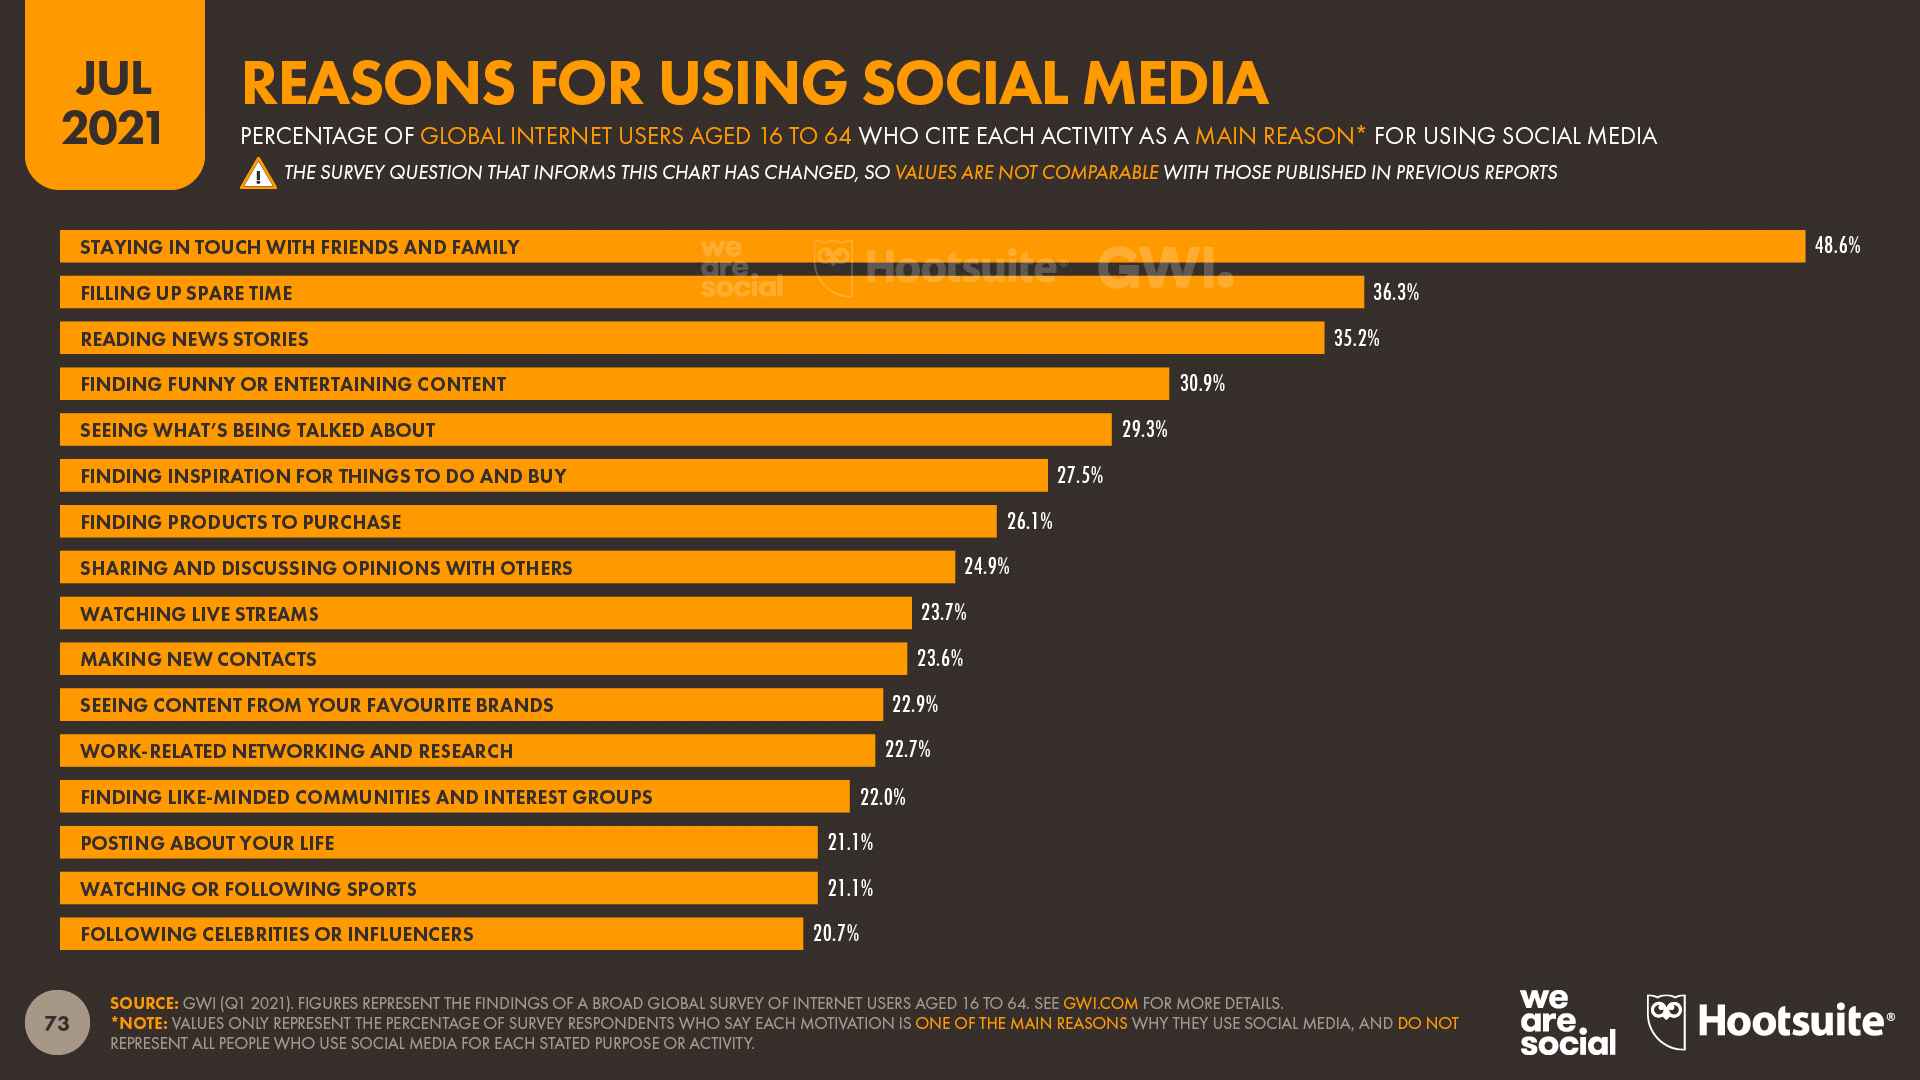 JUL
2021
REASONS FOR USING SOCIAL MEDIA
PERCENTAGE OF GLOBAL INTERNET USERS AGED 16 TO 64 WHO CITE EACH ACTIVITY AS A MAIN REASON* FOR USING SOCIAL MEDIA
THE SURVEY QUESTION THAT INFORMS THIS CHART HAS CHANGED, SO VALUES ARE NOT COMPARABLE WITH THOSE PUBLISHED IN PREVIOUS REPORTS
STAYING IN TOUCH WITH FRIENDS AND FAMILY 48.6%
we
are
social
Hootsuite®
GWI.
FILLING UP SPARE TIME 36.3%
READING NEWS STORIES 35.2%
FINDING FUNNY OR ENTERTAINING CONTENT 30.9%
SEEING WHAT'S BEING TALKED ABOUT 29.3%
FINDING INSPIRATION FOR THINGS TO DO AND BUY 27.5%
FINDING PRODUCTS TO PURCHASE 26.1%
SHARING AND DISCUSSING OPINIONS WITH OTHERS 24.9%
WATCHING LIVE STREAMS 23.7%
MAKING NEW CONTACTS 23.6%
SEEING CONTENT FROM YOUR FAVOURITE BRANDS 22.9%
WORK-RELATED NETWORKING AND RESEARCH 22.7%
FINDING LIKE-MINDED COMMUNITIES AND INTEREST GROUPS 22.0%
POSTING ABOUT YOUR LIFE 21.1%
WATCHING OR FOLLOWING SPORTS 21.1%
FOLLOWING CELEBRITIES OR INFLUENCERS 20.7%
73
SOURCE: GWI (Q1 2021). FIGURES REPRESENT THE FINDINGS OF A BROAD GLOBAL SURVEY OF INTERNET USERS AGED 16 TO 64. SEE GWI.COM FOR MORE DETAILS.
*NOTE: VALUES ONLY REPRESENT THE PERCENTAGE OF SURVEY RESPONDENTS WHO SAY EACH MOTIVATION IS ONE OF THE MAIN REASONS WHY THEY USE SOCIAL MEDIA, AND DO NOT
REPRESENT ALL PEOPLE WHO USE SOCIAL MEDIA FOR EACH STATED PURPOSE OR ACTIVITY.
we
are
social
Hootsuite®